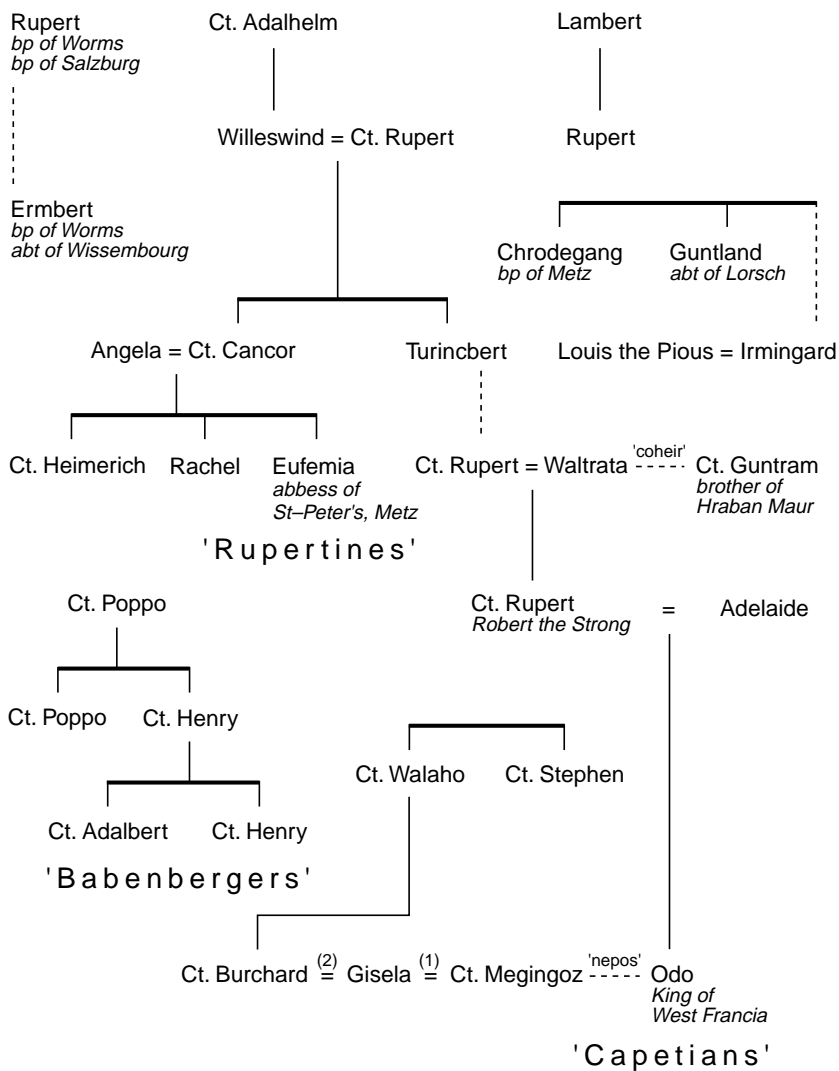 Rupert
bp of Worms
bp of Salzburg
Ct. Adalhelm
Lambert
Willeswind = Ct. Rupert
Rupert
Ermbert
bp of Worms
abt of Wissembourg
Chrodegang
bp of Metz
Guntland
abt of Lorsch
Angela = Ct. Cancor
Turincbert
Louis the Pious = Irmingard
Ct. Heimerich
Rachel
Eufemia
abbess of
St–Peter's, Metz
Ct. Rupert = Waltrata
'coheir'
Ct. Guntram
brother of
Hraban Maur
'Rupertines'
Ct. Poppo
Ct. Rupert
Robert the Strong
=
Adelaide
Ct. Poppo
Ct. Henry
Ct. Walaho
Ct. Stephen
Ct. Adalbert
Ct. Henry
'Babenbergers'
Ct. Burchard (2) = Gisela (1) = Ct. Megingoz 'nepos' Odo
King of
West Francia
'Capetians'